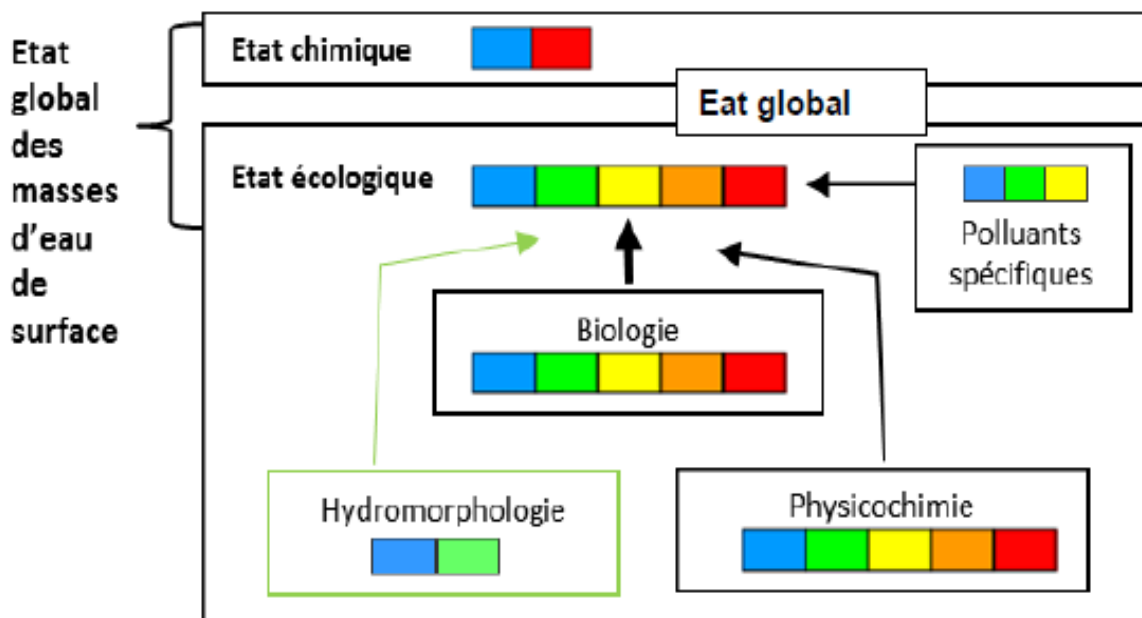 Etat
global
des
masses
d'eau
de
surface
Etat chimique
Eat global
Etat écologique
Polluants
spécifiques
Biologie
Hydromorphologie
Physicochimie